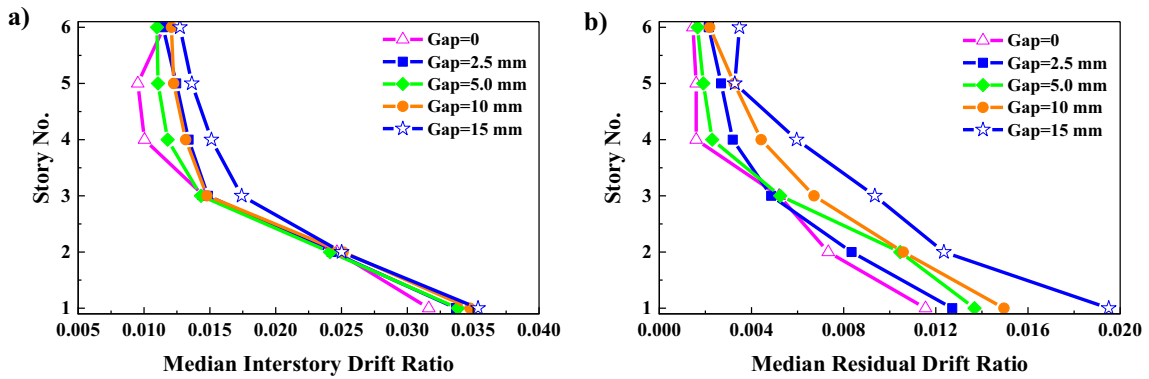 a)
6
5
4
3
2
1
Story No.
Gap=0
Gap=2.5 mm
Gap=5.0 mm
Gap=10 mm
Gap=15 mm
0.005 0.010 0.015 0.020 0.025 0.030 0.035 0.040
Median Interstory Drift Ratio
b)
6
5
4
3
2
1
Story No.
Gap=0
Gap=2.5 mm
Gap=5.0 mm
Gap=10 mm
Gap=15 mm
0.000 0.004 0.008 0.012 0.016 0.020
Median Residual Drift Ratio